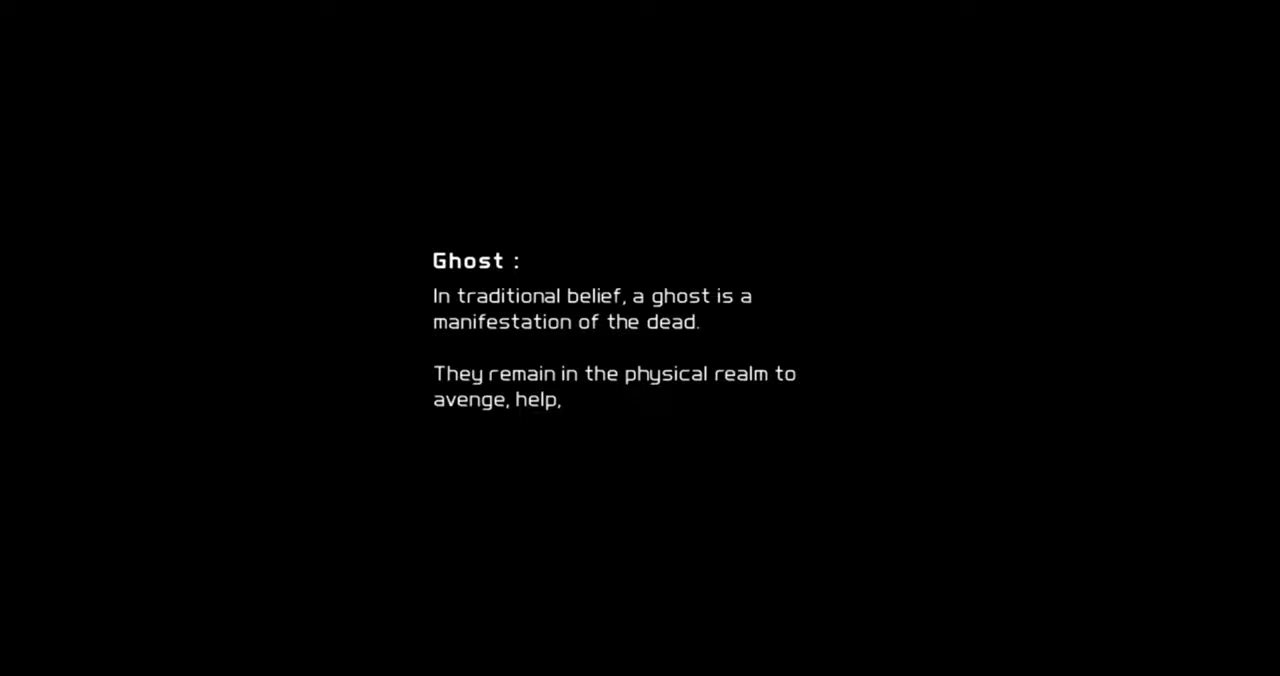 Ghost :
In traditional belief, a ghost is a
manifestation of the dead.
They remain in the physical realm to
avenge, help,